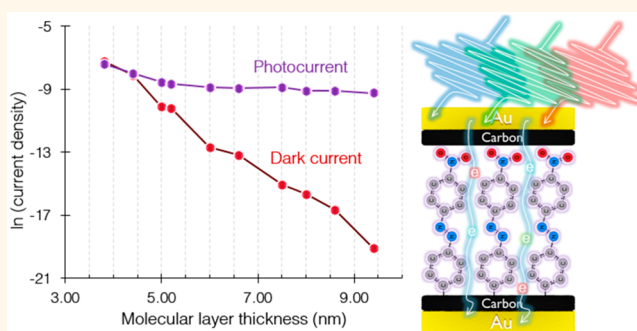 -5
-9
-13
-17
-21
ln (current density)
Photocurrent
Dark current
3.00 5.00 7.00 9.00
Molecular layer thickness (nm)
Au
Carbon
e
e
e
e
e
Carbon
Au